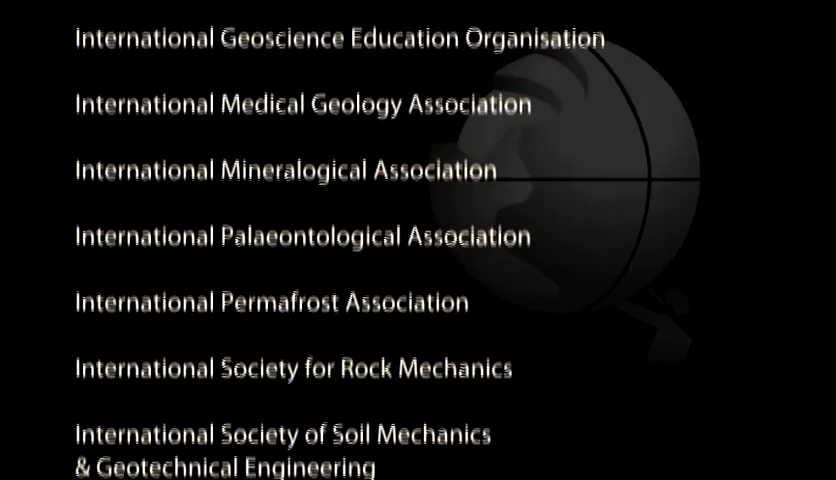 International Geoscience Education Organisation
International Medical Geology Association
International Mineralogical Association
International Palaeontological Association
International Permafrost Association
International Society for Rock Mechanics
International Society of Soil Mechanics
& Geotechnical Engineering